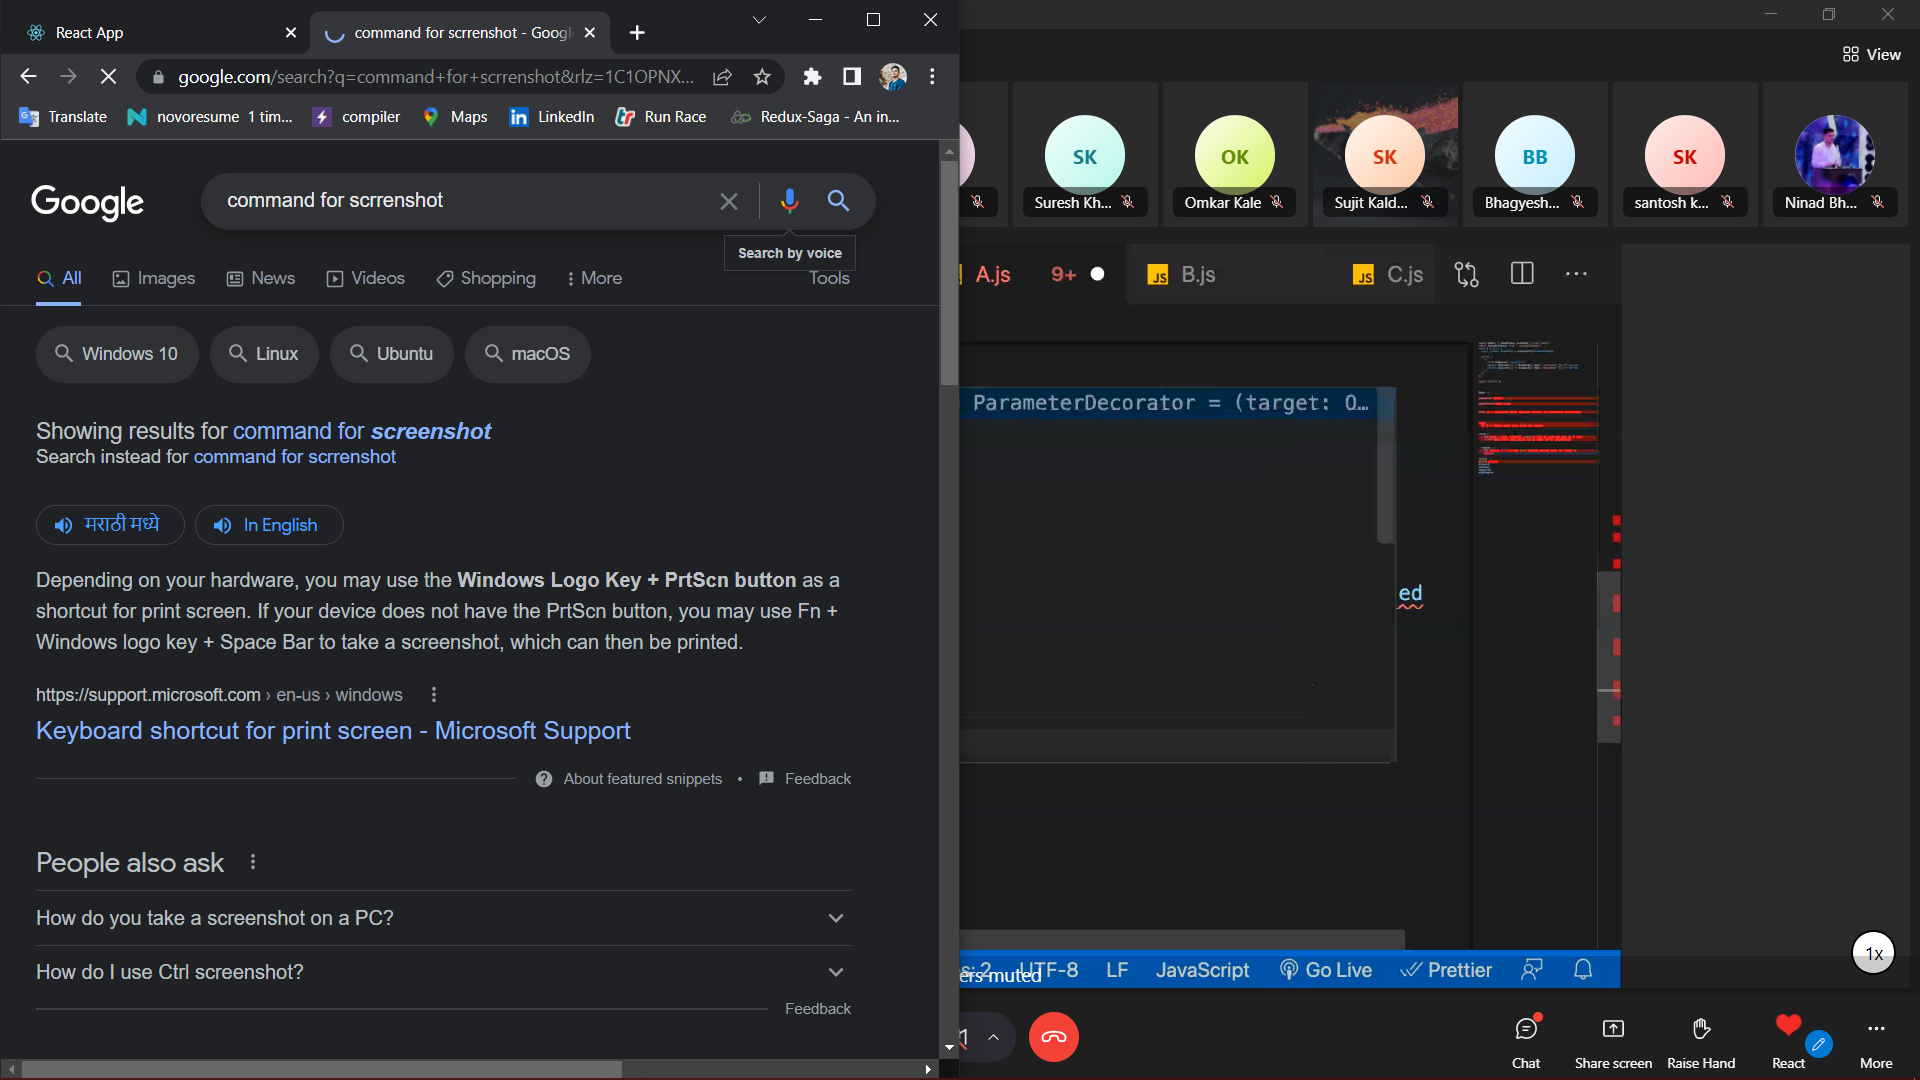 React App
command for scrrenshot - Googl
google.com/search?q=command+for+scrrenshot&rlz=1C1OPNX...
Translate
novoresume 1 tim...
compiler
Maps
LinkedIn
Run Race
Redux-Saga - An in...
Google
command for scrrenshot
Search by voice
All
Images
News
Videos
Shopping
More
Tools
Windows 10
Linux
Ubuntu
macOS
Showing results for command for screenshot
Search instead for command for scrrenshot
मराठी मध्ये
In English
Depending on your hardware, you may use the Windows Logo Key + PrtScn button as a
shortcut for print screen. If your device does not have the PrtScn button, you may use Fn +
Windows logo key + Space Bar to take a screenshot, which can then be printed.
https://support.microsoft.com › en-us › windows
Keyboard shortcut for print screen - Microsoft Support
About featured snippets
•
Feedback
People also ask
How do you take a screenshot on a PC?
How do I use Ctrl screenshot?
Feedback
View
SK
Suresh Kh...
OK
Omkar Kale
SK
Sujit Kald...
BB
Bhagyesh...
SK
santosh k...
Ninad Bh...
A.js
9+
JS
B.js
JS
C.js
ParameterDecorator = (target: O…
ed
1x
s: 2
UTF-8
LF
JavaScript
Go Live
Prettier
ers muted
Chat
Share screen
Raise Hand
React
More